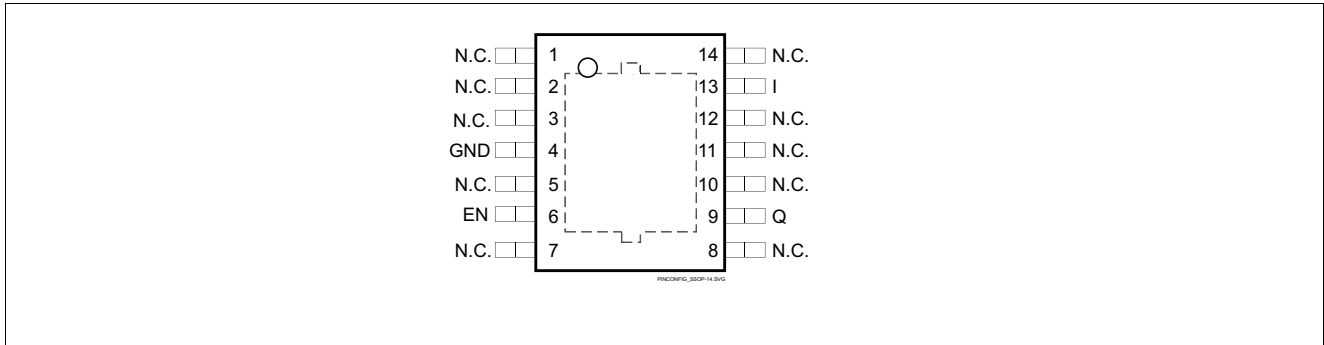 N.C. 1 14 N.C.
N.C. 2 13 I
N.C. 3 12 N.C.
GND 4 11 N.C.
N.C. 5 10 N.C.
EN 6 9 Q
N.C. 7 8 N.C.
PINCONFIG_SSOP-14.SVG